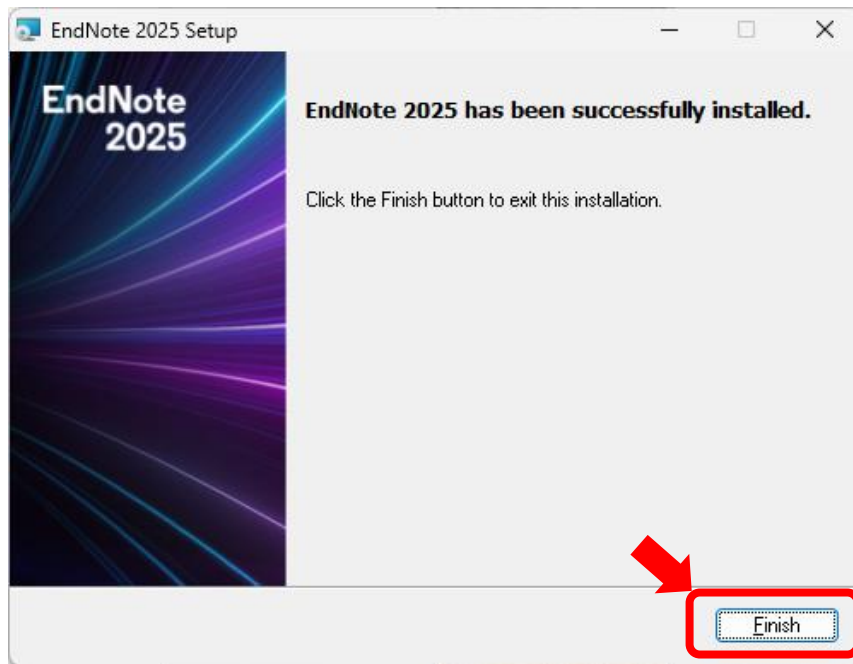 EndNote 2025 Setup
EndNote
2025
EndNote 2025 has been successfully installed.
Click the Finish button to exit this installation.
Finish